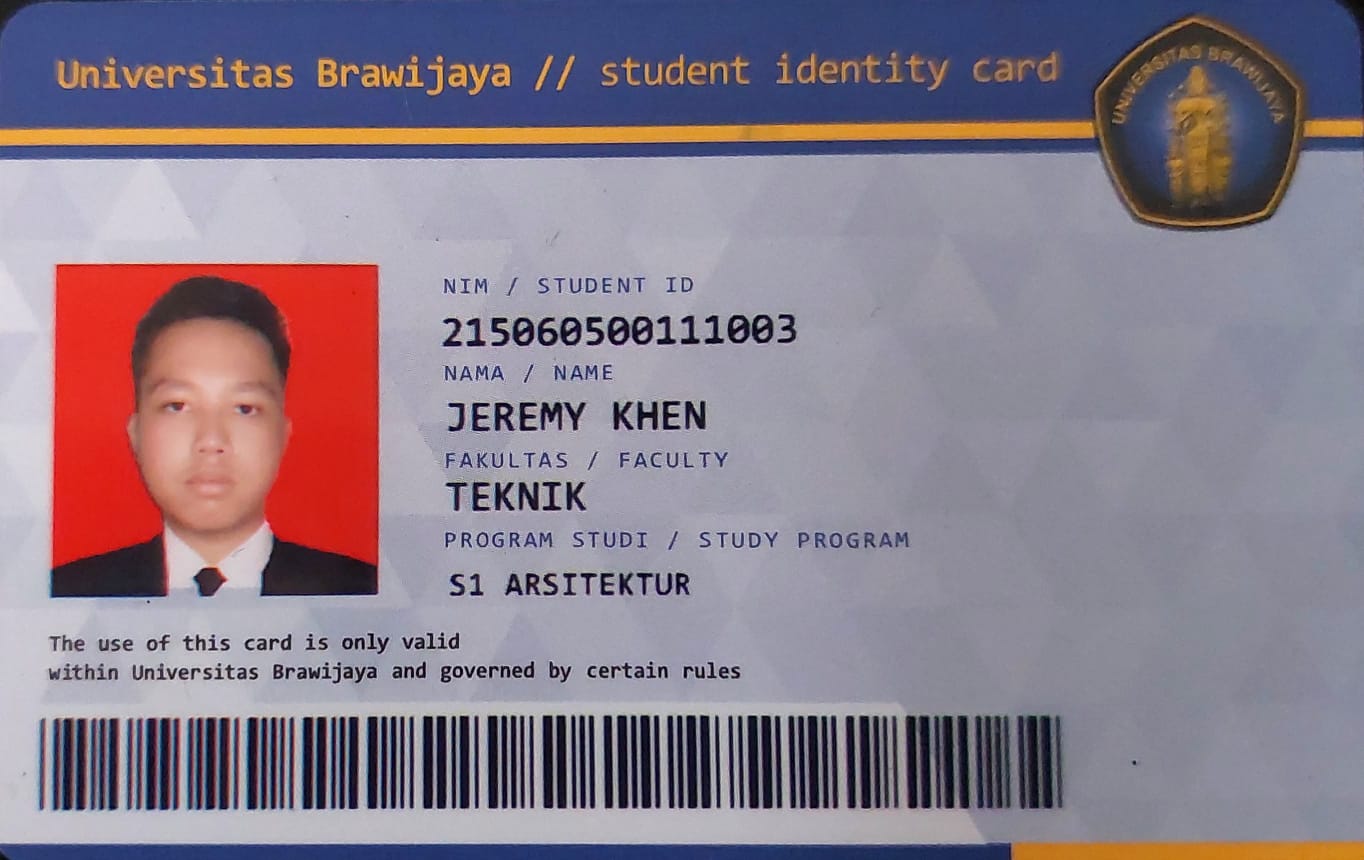 Universitas Brawijaya // student identity card
UNIVERSITAS BRAWIJAYA
NIM / STUDENT ID
215060500111003
NAMA / NAME
JEREMY KHEN
FAKULTAS / FACULTY
TEKNIK
PROGRAM STUDI / STUDY PROGRAM
S1 ARSITEKTUR
The use of this card is only valid
within Universitas Brawijaya and governed by certain rules